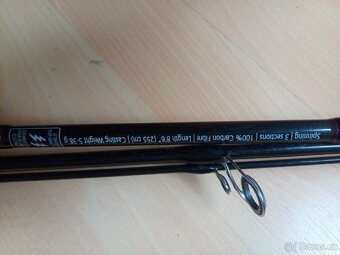 Spinning | 3 sections | 100% Carbon Fibre | Length 8'6" (255 cm) | Casting Weight 5-38 g